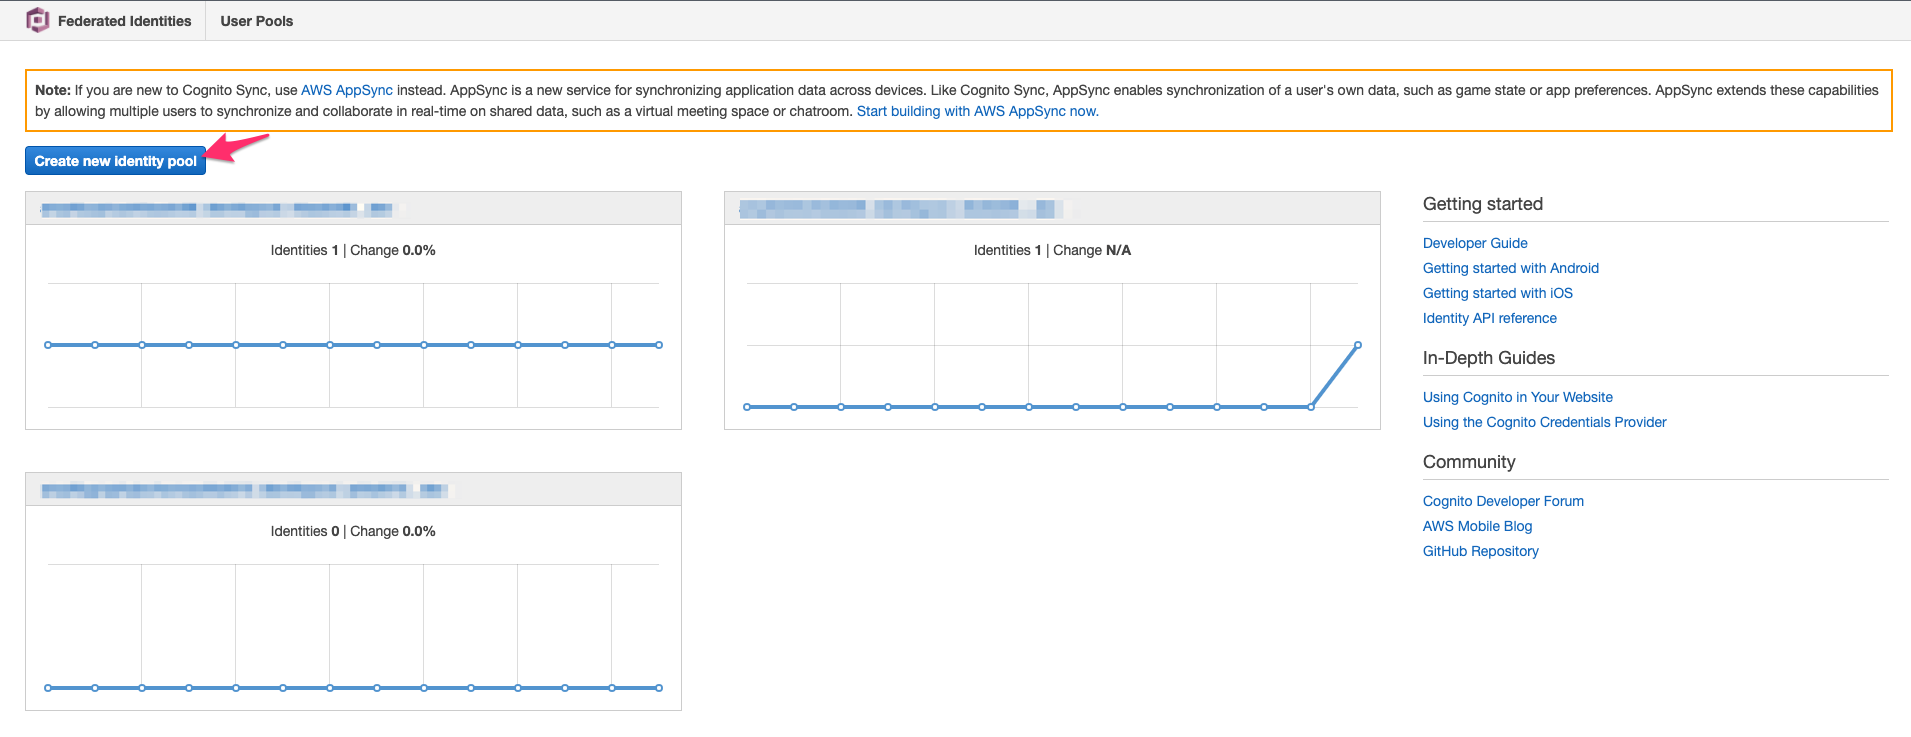 Federated Identities
User Pools
Note: If you are new to Cognito Sync, use AWS AppSync instead. AppSync is a new service for synchronizing application data across devices. Like Cognito Sync, AppSync enables synchronization of a user's own data, such as game state or app preferences. AppSync extends these capabilities
by allowing multiple users to synchronize and collaborate in real-time on shared data, such as a virtual meeting space or chatroom. Start building with AWS AppSync now.
Create new identity pool
Identities 1 | Change 0.0%
Identities 1 | Change N/A
Identities 0 | Change 0.0%
Getting started
Developer Guide
Getting started with Android
Getting started with iOS
Identity API reference
In-Depth Guides
Using Cognito in Your Website
Using the Cognito Credentials Provider
Community
Cognito Developer Forum
AWS Mobile Blog
GitHub Repository